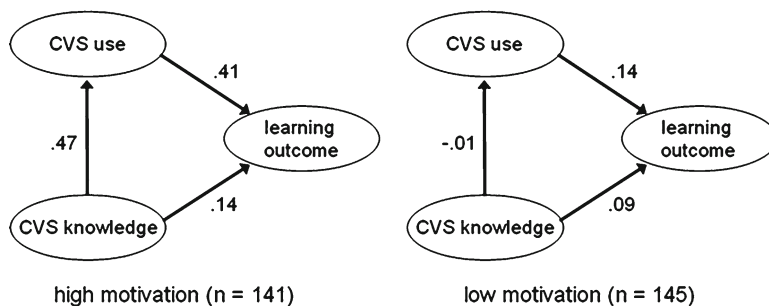 CVS use
.41
.47
learning
outcome
.14
CVS knowledge
high motivation (n = 141)
CVS use
.14
-.01
learning
outcome
.09
CVS knowledge
low motivation (n = 145)